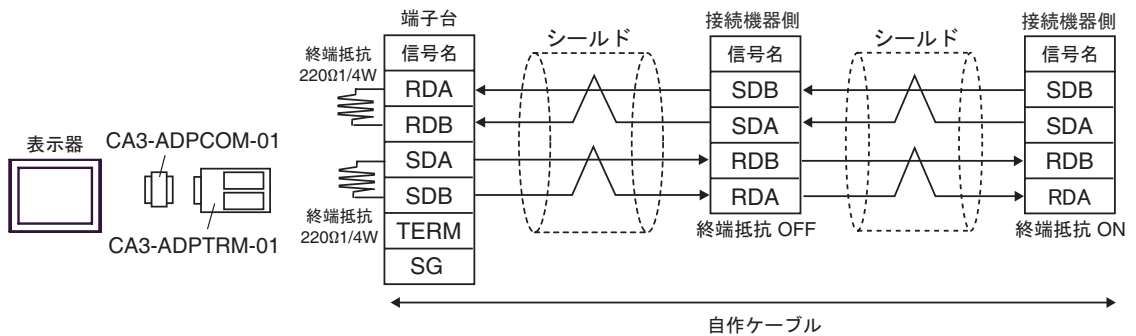 表示器
CA3-ADPCOM-01
CA3-ADPTRM-01
終端抵抗
220Ω1/4W
終端抵抗
220Ω1/4W
端子台
信号名
RDA
RDB
SDA
SDB
TERM
SG
シールド
接続機器側
信号名
SDB
SDA
RDB
RDA
終端抵抗 OFF
シールド
接続機器側
信号名
SDB
SDA
RDB
RDA
終端抵抗 ON
自作ケーブル